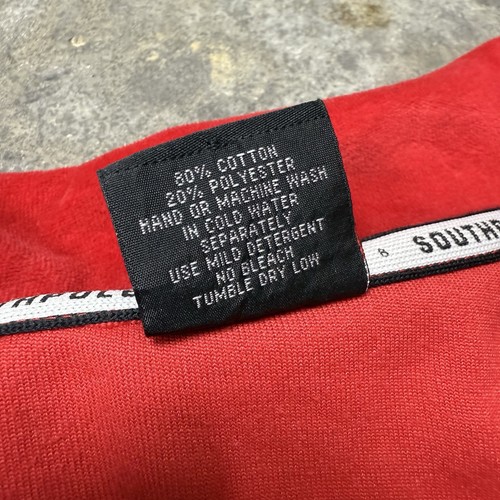 80% COTTON
20% POLYESTER
HAND OR MACHINE WASH
IN COLD WATER
SEPARATELY
USE MILD DETERGENT
NO BLEACH
TUMBLE DRY LOW